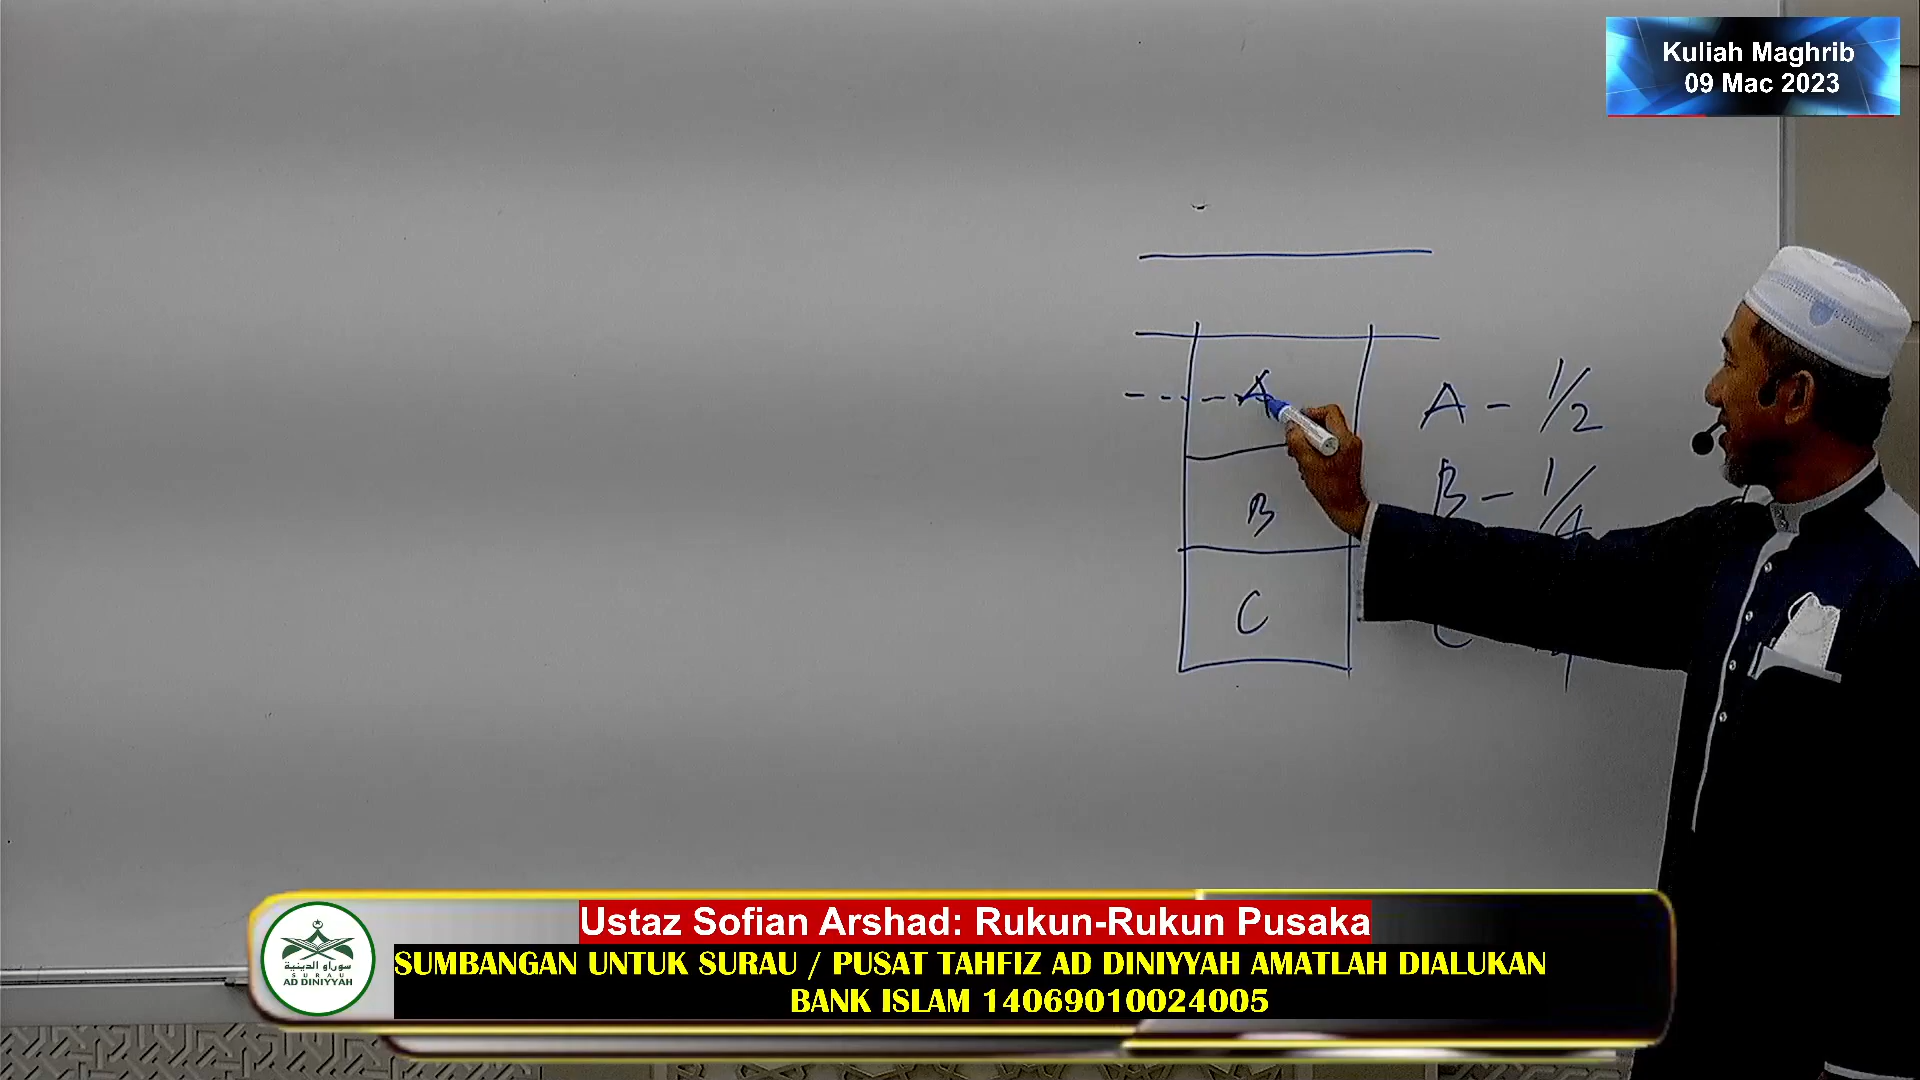 Kuliah Maghrib
09 Mac 2023
A
A - 1/2
B
B - 1/4
C
C
Ustaz Sofian Arshad: Rukun-Rukun Pusaka
SUMBANGAN UNTUK SURAU / PUSAT TAHFIZ AD DINIYYAH AMATLAH DIALUKAN
BANK ISLAM 14069010024005
سوراو الدينية
SURAU
AD DINIYYAH